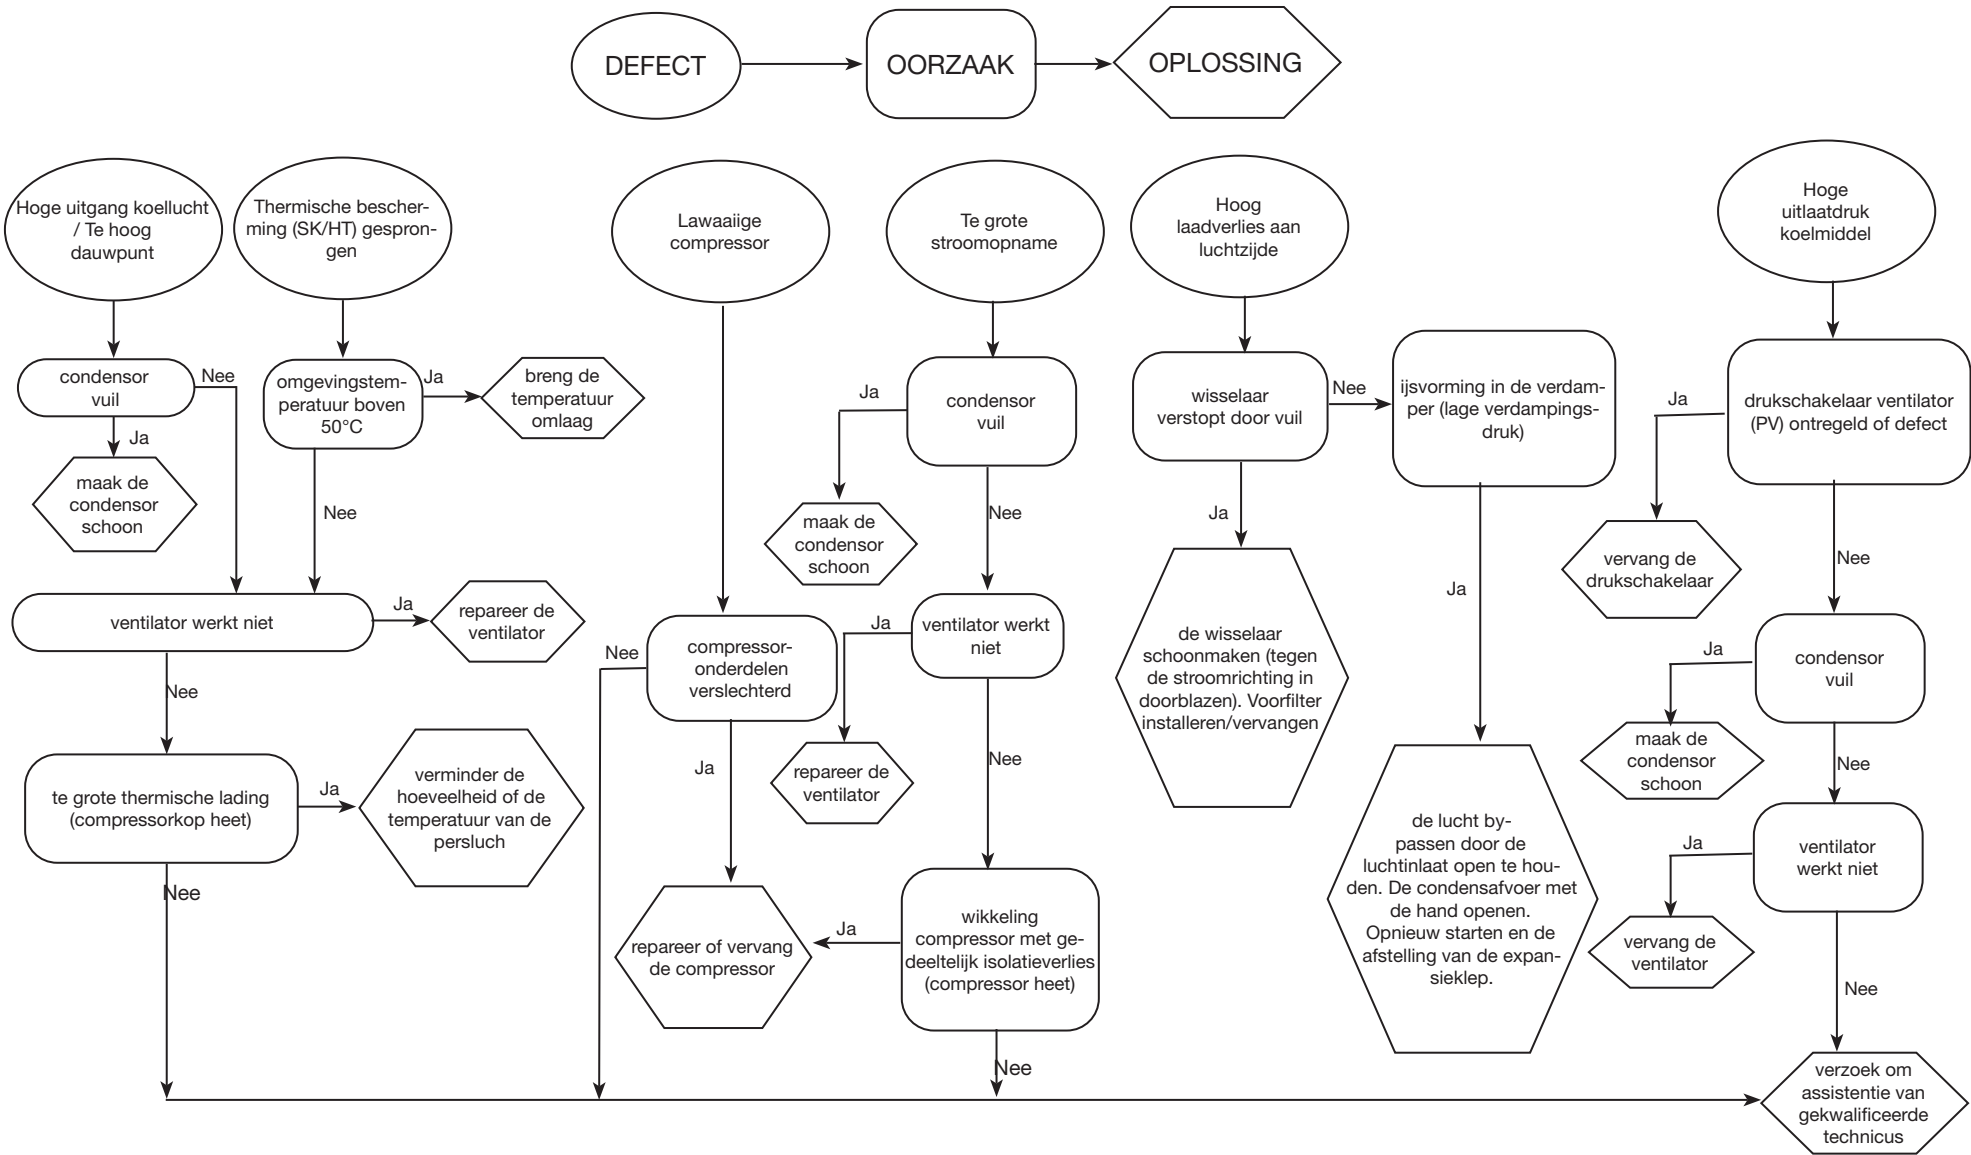 DEFECT
OORZAAK
OPLOSSING
Hoge uitgang koellucht
/ Te hoog
dauwpunt
Thermische bescher-
ming (SK/HT) gespron-
gen
Lawaaiige
compressor
Te grote
stroomopname
Hoog
laadverlies aan
luchtzijde
Hoge
uitlaatdruk
koelmiddel
condensor
vuil
Nee
Ja
maak de
condensor
schoon
omgevingstem-
peratuur boven
50°C
Ja
breng de
temperatuur
omlaag
Nee
ventilator werkt niet
Ja
repareer de
ventilator
Nee
te grote thermische lading
(compressorkop heet)
Ja
verminder de
hoeveelheid of de
temperatuur van de
persluch
Nee
compressor-
onderdelen
verslechterd
Nee
Ja
repareer of vervang
de compressor
condensor
vuil
Ja
maak de
condensor
schoon
Nee
ventilator werkt
niet
Ja
repareer de
ventilator
Nee
wikkeling
compressor met ge-
deeltelijk isolatieverlies
(compressor heet)
Ja
Nee
wisselaar
verstopt door vuil
Nee
Ja
de wisselaar
schoonmaken (tegen
de stroomrichting in
doorblazen). Voorfilter
installeren/vervangen
ijsvorming in de verdam-
per (lage verdampings-
druk)
Ja
de lucht by-
passen door de
luchtinlaat open te hou-
den. De condensafvoer met
de hand openen.
Opnieuw starten en de
afstelling van de expan-
sieklep.
drukschakelaar ventilator
(PV) ontregeld of defect
Ja
vervang de
drukschakelaar
Nee
condensor
vuil
Ja
maak de
condensor
schoon
Nee
ventilator
werkt niet
Ja
vervang de
ventilator
Nee
verzoek om
assistentie van
gekwalificeerde
technicus